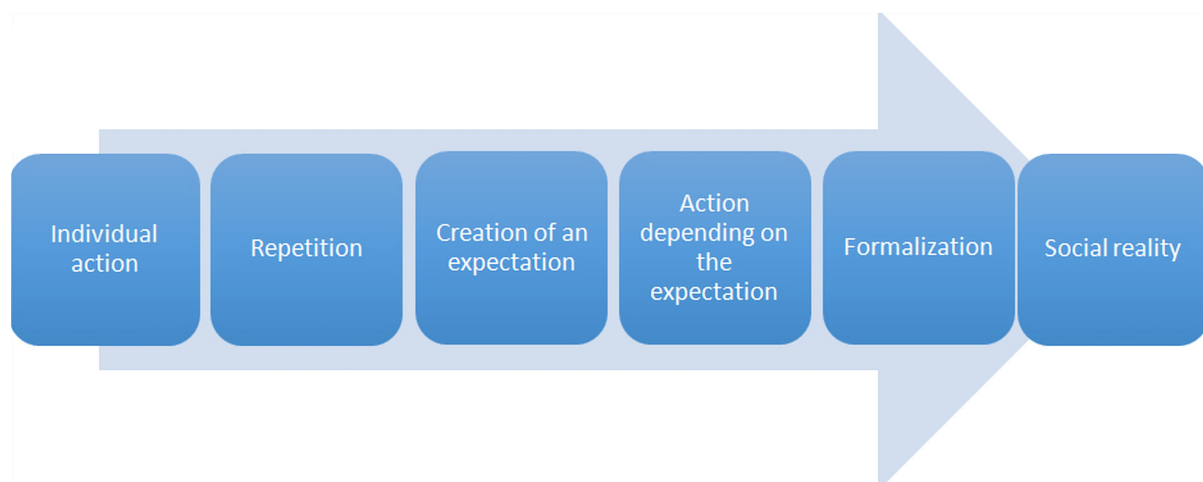 Individual
action
Repetition
Creation of an
expectation
Action
depending on
the
expectation
Formalization
Social reality